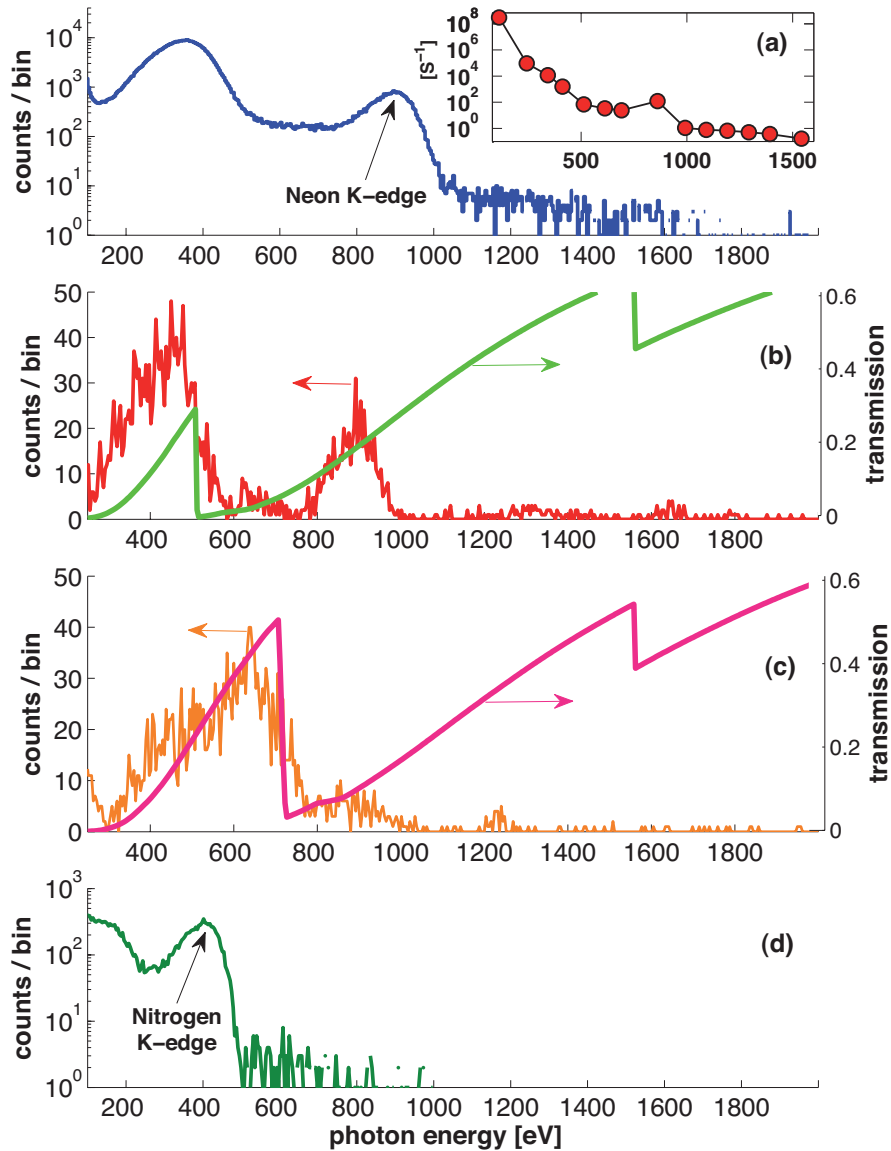 10^4
10^3
10^2
10^1
10^0
counts / bin
200 400 600 800 1000 1200 1400 1600 1800
Neon K–edge
(a)
[s^−1]
10^8
10^6
10^4
10^2
10^0
500 1000 1500
50
40
30
20
10
0
counts / bin
400 600 800 1000 1200 1400 1600 1800
(b)
0.6
0.4
0.2
0
transmission
50
40
30
20
10
0
counts / bin
400 600 800 1000 1200 1400 1600 1800
(c)
0.6
0.4
0.2
0
transmission
10^3
10^2
10^1
10^0
counts / bin
(d)
Nitrogen
K–edge
200 400 600 800 1000 1200 1400 1600 1800
photon energy [eV]